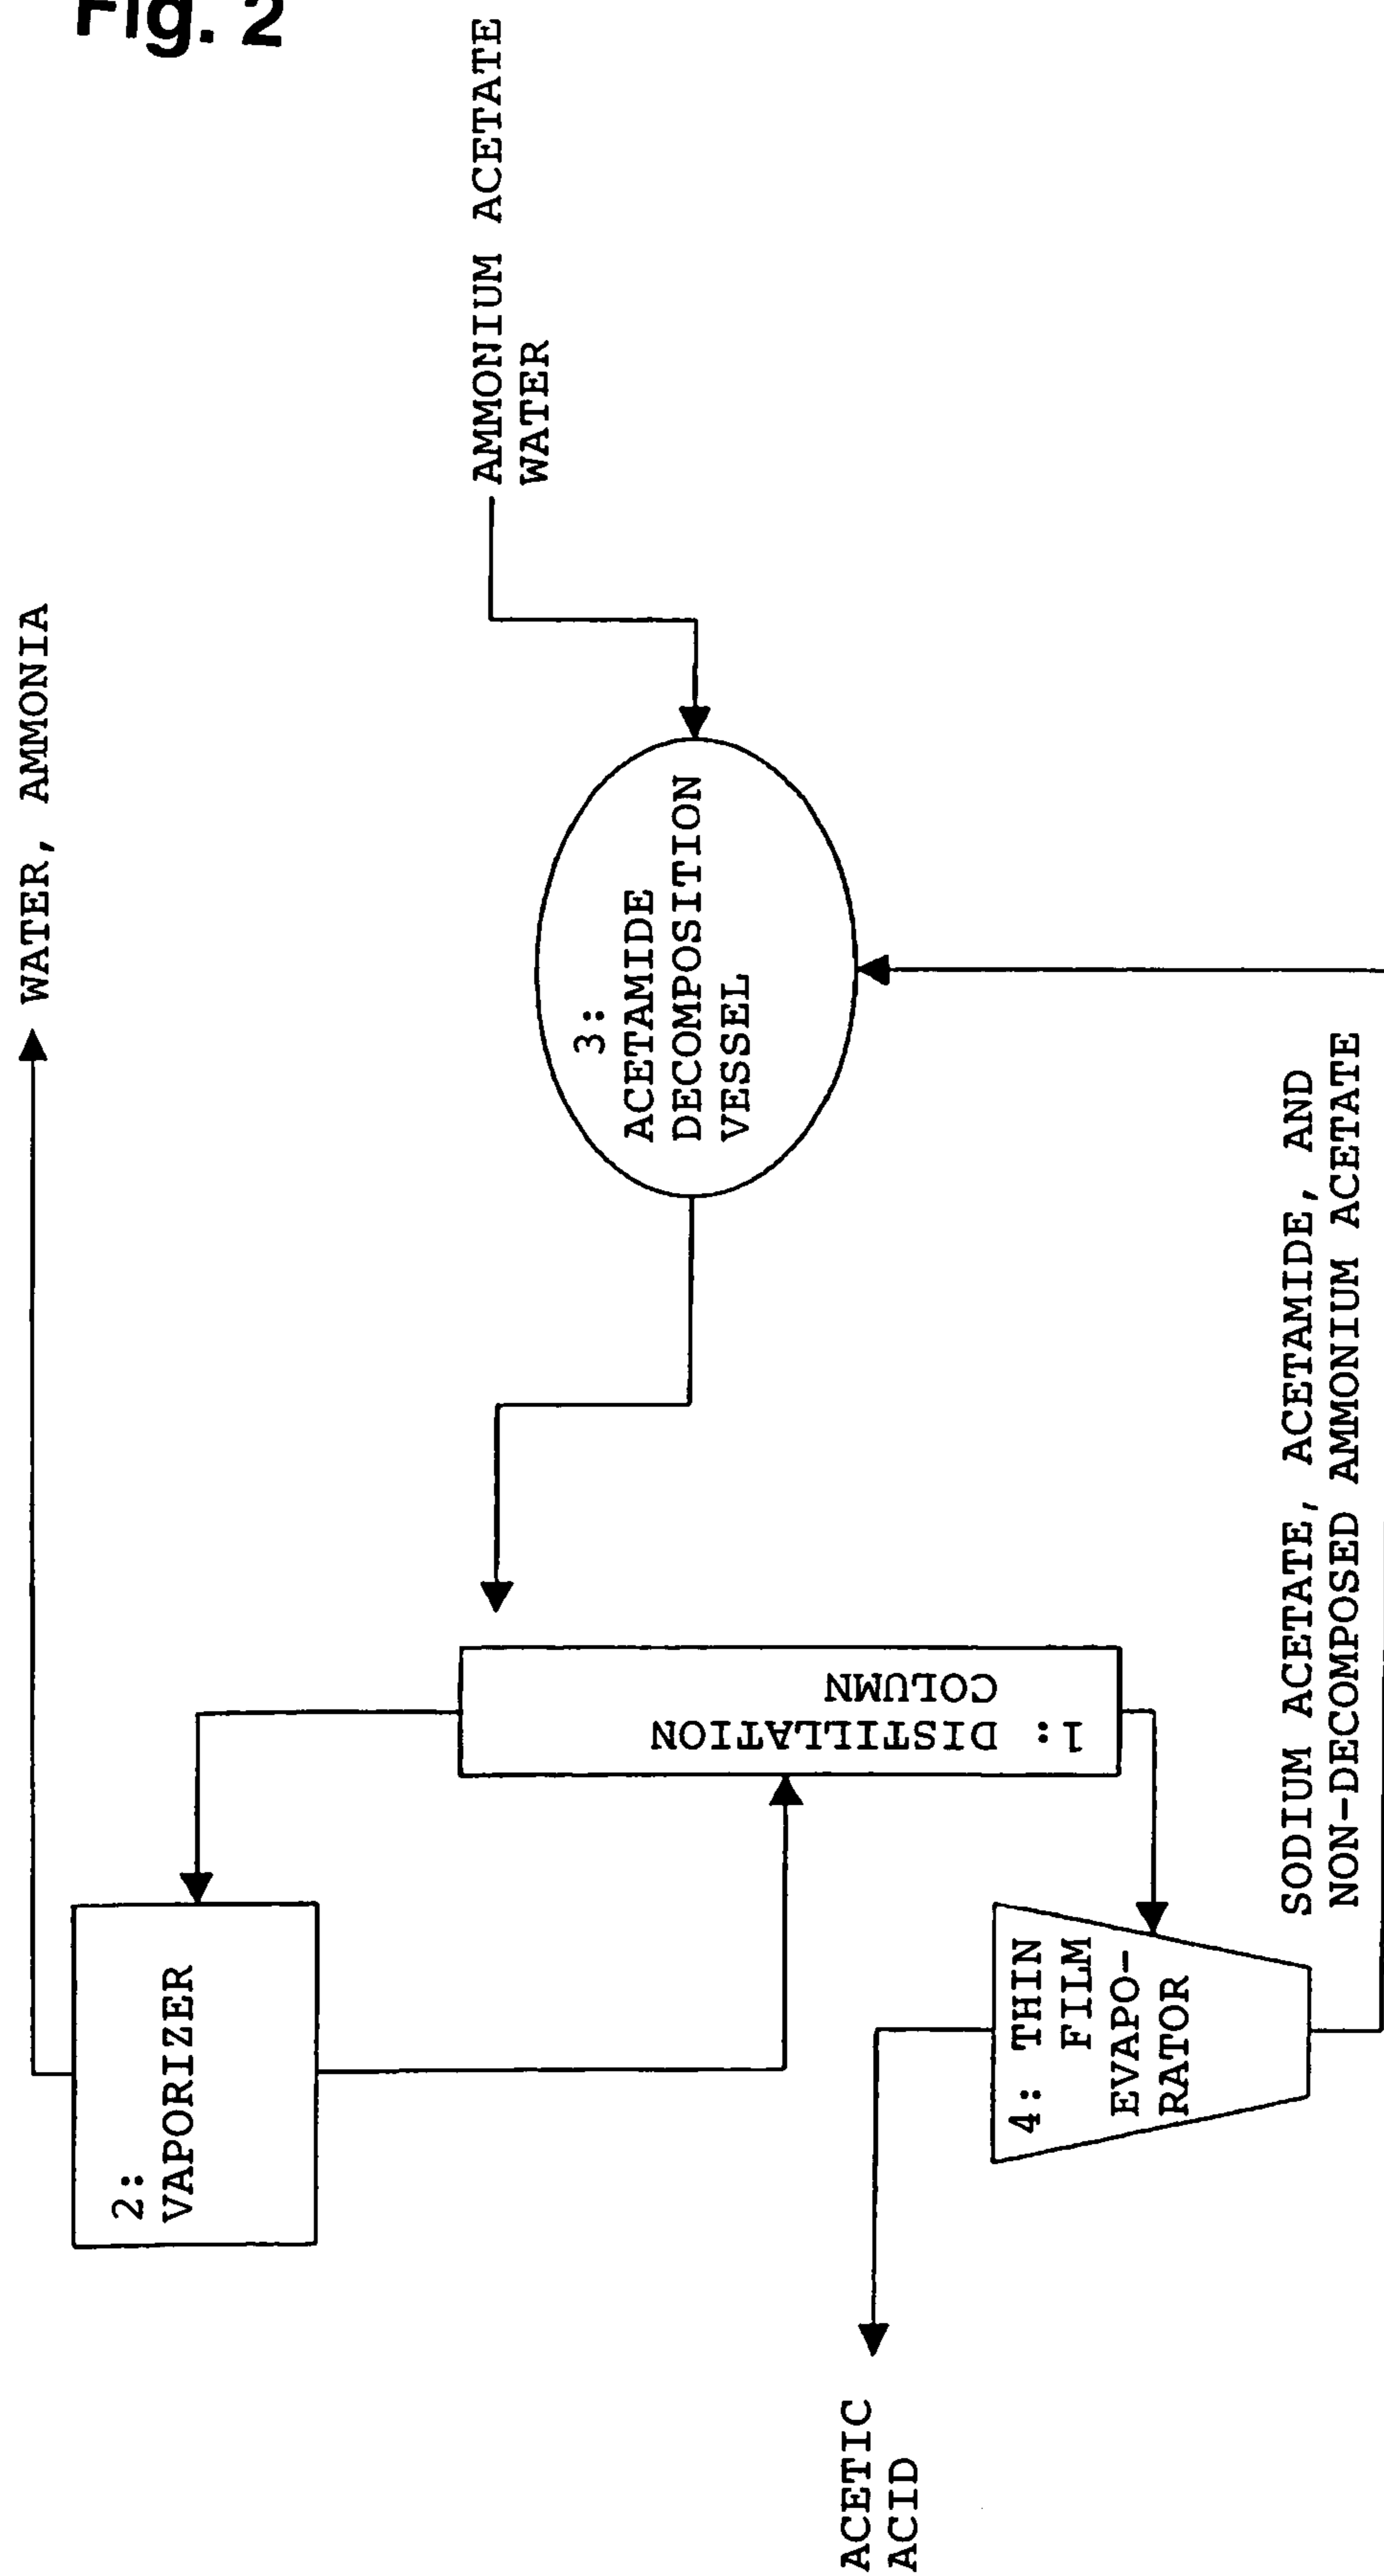 Fig. 2
WATER, AMMONIA
AMMONIUM ACETATE
WATER
3:
ACETAMIDE
DECOMPOSITION
VESSEL
2:
VAPORIZER
1: DISTILLATION
COLUMN
4: THIN
FILM
EVAPO-
RATOR
ACETIC
ACID
SODIUM ACETATE, ACETAMIDE, AND
NON-DECOMPOSED AMMONIUM ACETATE